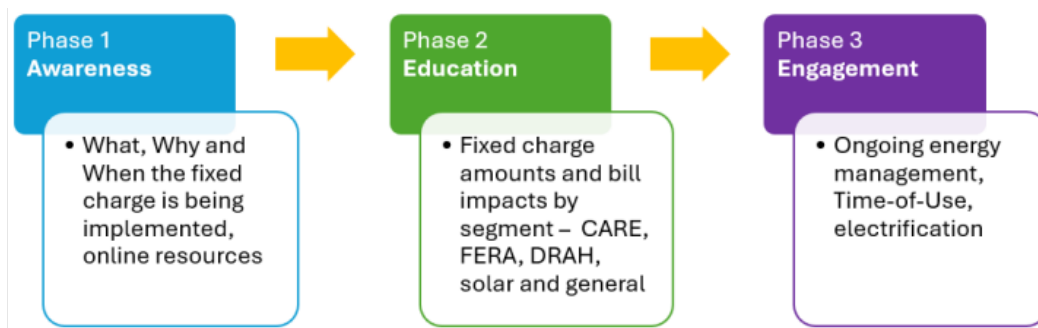 Phase 1
Awareness
• What, Why and
When the fixed
charge is being
implemented,
online resources
Phase 2
Education
• Fixed charge
amounts and bill
impacts by
segment – CARE,
FERA, DRAH,
solar and general
Phase 3
Engagement
• Ongoing energy
management,
Time-of-Use,
electrification